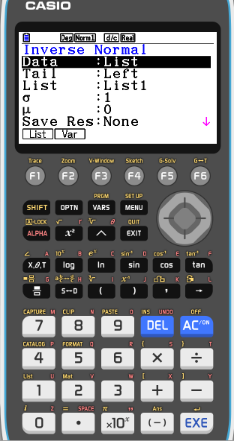 CASIO
Deg Norm1 d/c Real
Inverse Normal
Data :List
Tail :Left
List :List1
σ :1
μ :0
Save Res:None ↓
List Var
Trace Zoom V-Window Sketch G-Solv G↔T
F1 F2 F3 F4 F5 F6
PRGM SET UP
SHIFT OPTN VARS MENU
QUIT
ALPHA x² ^ EXIT
X,θ,T log ln sin cos tan
S↔D ( ) , →
CAPTURE M CLIP N PASTE O INS UNDO OFF
7 8 9 DEL AC/ON
CATALOG P FORMAT Q R S T
4 5 6 × ÷
List U Mat V W X Y
1 2 3 + −
i Z = SPACE π " Ans
0 . ×10ˣ (−) EXE